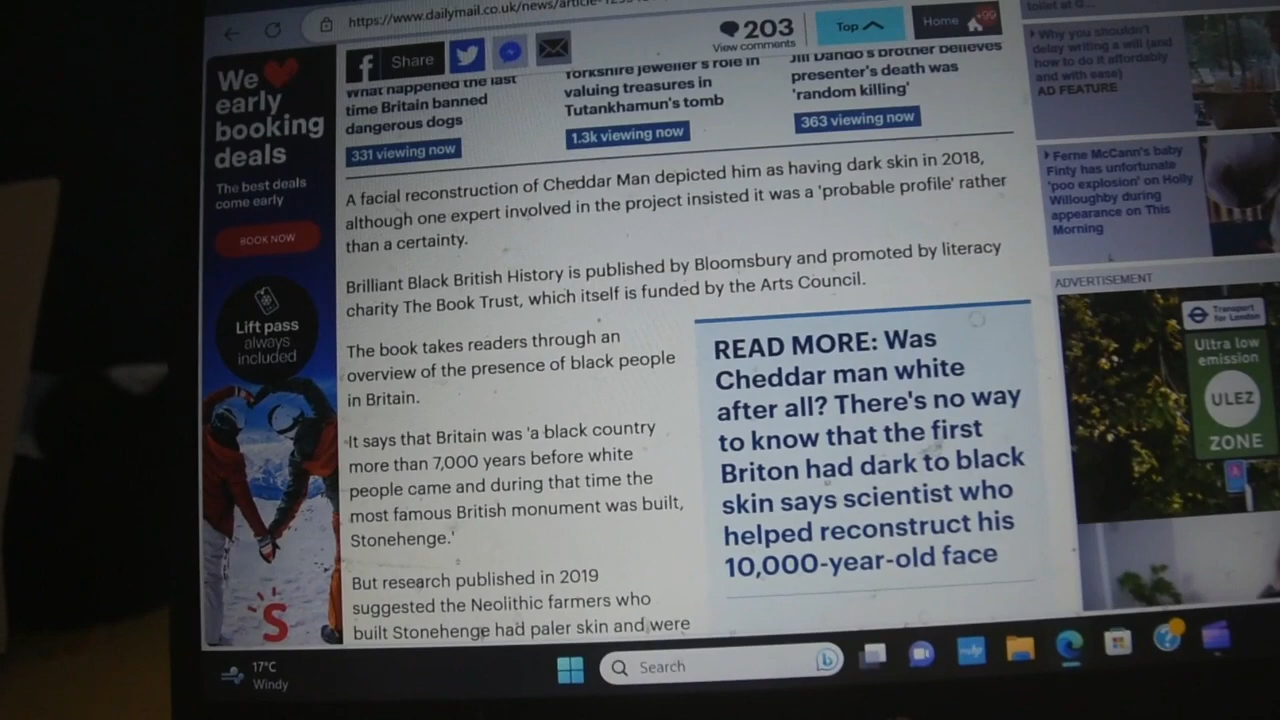 https://www.dailymail.co.uk/news/article-
We
early
booking
deals
The best deals
come early
BOOK NOW
Lift pass
always
included
Share
203
View comments
Top
Home
+99
What happened the last
time Britain banned
dangerous dogs
331 viewing now
Yorkshire jeweller's role in
valuing treasures in
Tutankhamun's tomb
1.3k viewing now
Jill Dando's brother believes
presenter's death was
'random killing'
363 viewing now
A facial reconstruction of Cheddar Man depicted him as having dark skin in 2018,
although one expert involved in the project insisted it was a 'probable profile' rather
than a certainty.
Brilliant Black British History is published by Bloomsbury and promoted by literacy
charity The Book Trust, which itself is funded by the Arts Council.
The book takes readers through an
overview of the presence of black people
in Britain.
It says that Britain was 'a black country
more than 7,000 years before white
people came and during that time the
most famous British monument was built,
Stonehenge.'
But research published in 2019
suggested the Neolithic farmers who
built Stonehenge had paler skin and were
READ MORE: Was
Cheddar man white
after all? There's no way
to know that the first
Briton had dark to black
skin says scientist who
helped reconstruct his
10,000-year-old face
toilet at
Why you shouldn't
delay writing a will (and
how to do it affordably
and with ease)
AD FEATURE
Ferne McCann's baby
Finty has unfortunate
'poo explosion' on Holly
Willoughby during
appearance on This
Morning
ADVERTISEMENT
Transport
for London
Ultra low
emission
ULEZ
ZONE
17°C
Windy
Search